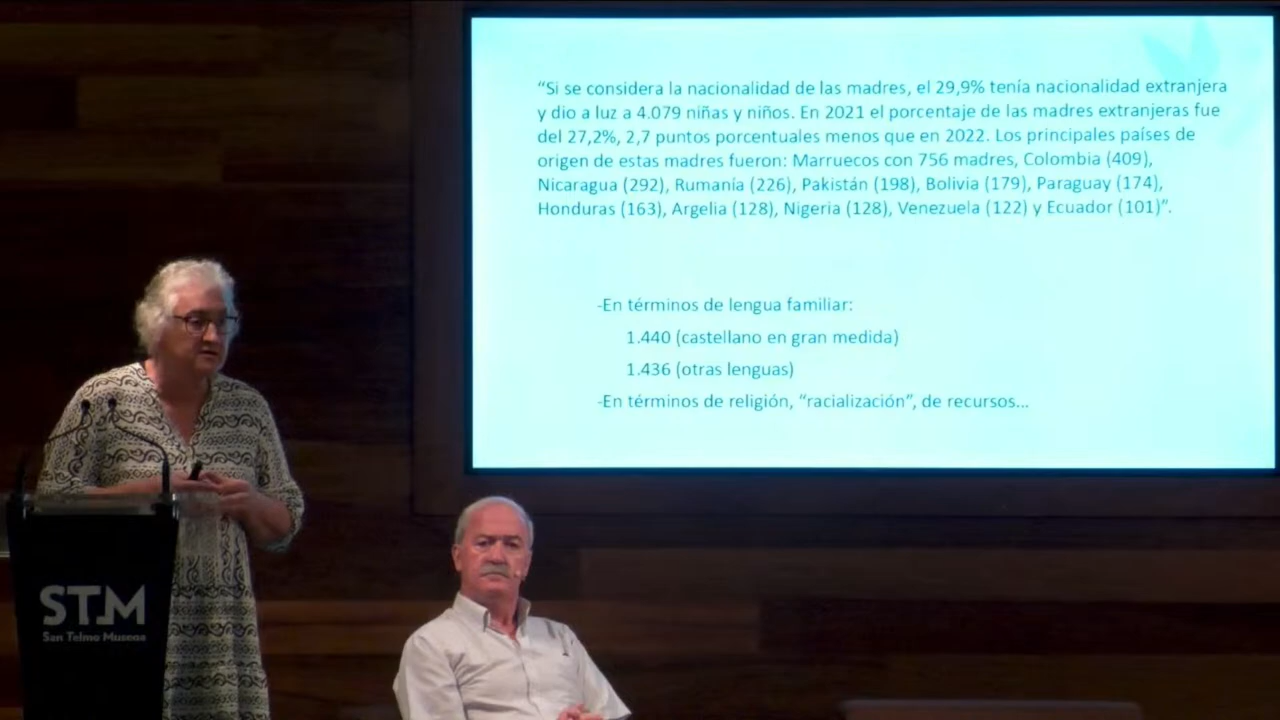 “Si se considera la nacionalidad de las madres, el 29,9% tenía nacionalidad extranjera
y dio a luz a 4.079 niñas y niños. En 2021 el porcentaje de las madres extranjeras fue
del 27,2%, 2,7 puntos porcentuales menos que en 2022. Los principales países de
origen de estas madres fueron: Marruecos con 756 madres, Colombia (409),
Nicaragua (292), Rumanía (226), Pakistán (198), Bolivia (179), Paraguay (174),
Honduras (163), Argelia (128), Nigeria (128), Venezuela (122) y Ecuador (101)”.
-En términos de lengua familiar:
1.440 (castellano en gran medida)
1.436 (otras lenguas)
-En términos de religión, “racialización”, de recursos...
STM
San Telmo Museoa